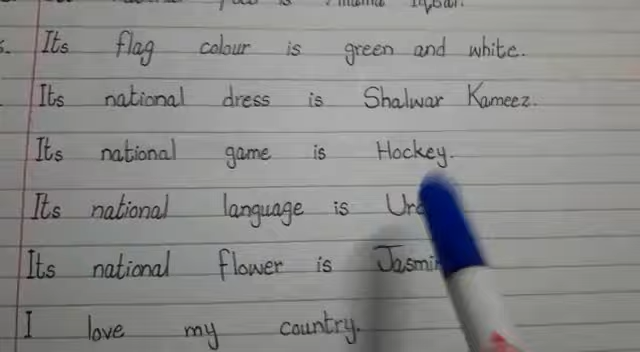 Its flag colour is green and white.
Its national dress is Shalwar Kameez.
Its national game is Hockey.
Its national language is
Its national flower is
I love my country.